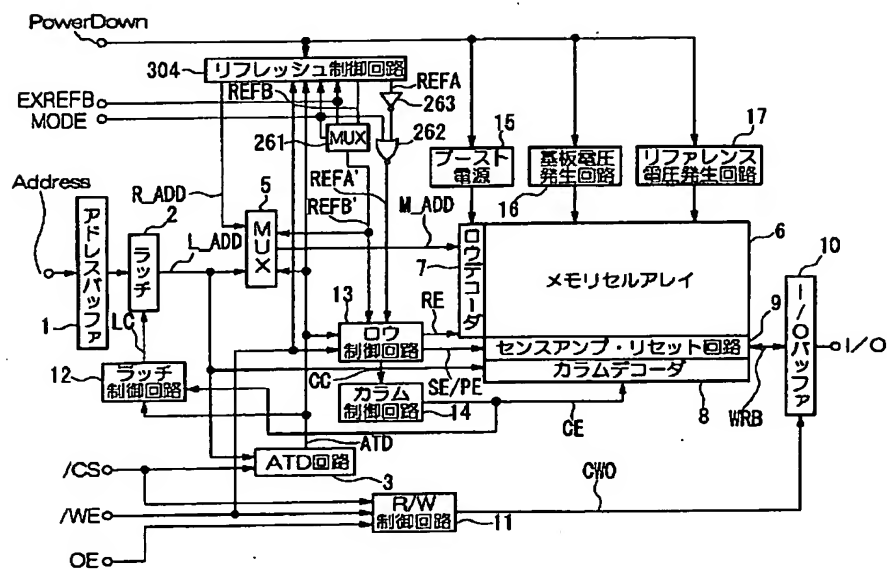 PowerDown
304
リフレッシュ制御回路
REFA
263
EXREFB
REFB
MODE
261
MUX
262
15
17
ブースト
電源
基板電圧
発生回路
リファレンス
電圧発生回路
16
Address
R_ADD
5
REFA'
REFB'
M_ADD
2
L_ADD
MUX
アドレスバッファ
ラッチ
1
LC
7
ロウデコーダ
メモリセルアレイ
6
10
13
ロウ
制御回路
RE
9
I/Oバッファ
I/O
センスアンプ・リセット回路
12
ラッチ
制御回路
CC
SE/PE
カラムデコーダ
カラム
制御回路
14
CE
8
WRB
ATD
/CS
ATD回路
3
CWO
/WE
R/W
制御回路
11
OE